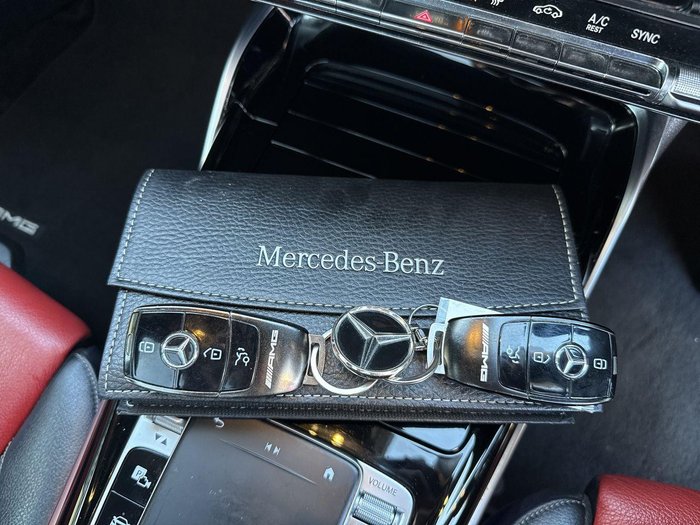 A/C
REST
SYNC
AMG
Mercedes-Benz
AMG
AMG
P
VOLUME